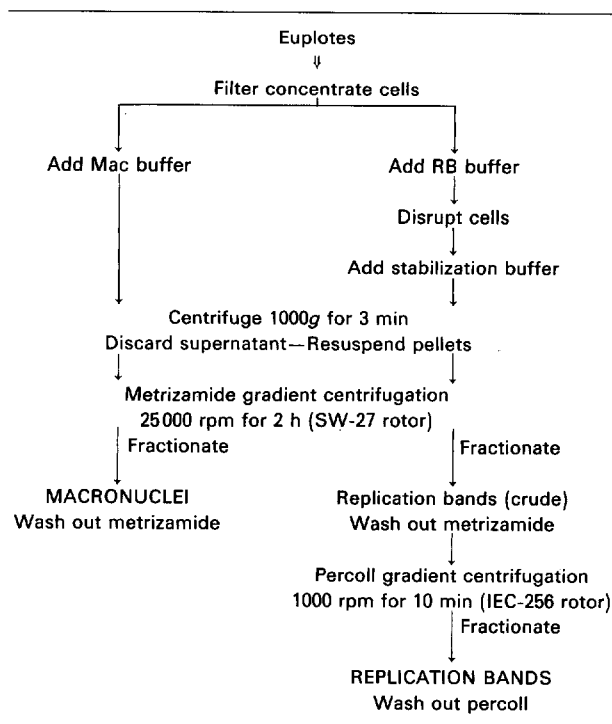 Euplotes
⇓
Filter concentrate cells
Add Mac buffer
Add RB buffer
Disrupt cells
Add stabilization buffer
Centrifuge 1000g for 3 min
Discard supernatant—Resuspend pellets
Metrizamide gradient centrifugation
25000 rpm for 2 h (SW-27 rotor)
Fractionate
Fractionate
MACRONUCLEI
Wash out metrizamide
Replication bands (crude)
Wash out metrizamide
Percoll gradient centrifugation
1000 rpm for 10 min (IEC-256 rotor)
Fractionate
REPLICATION BANDS
Wash out percoll